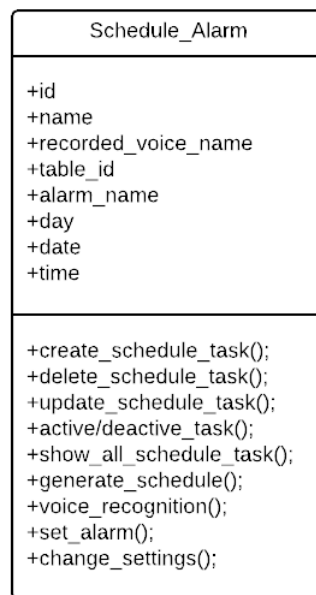 Schedule_Alarm
+id
+name
+recorded_voice_name
+table_id
+alarm_name
+day
+date
+time
+create_schedule_task();
+delete_schedule_task();
+update_schedule_task();
+active/deactive_task();
+show_all_schedule_task();
+generate_schedule();
+voice_recognition();
+set_alarm();
+change_settings();